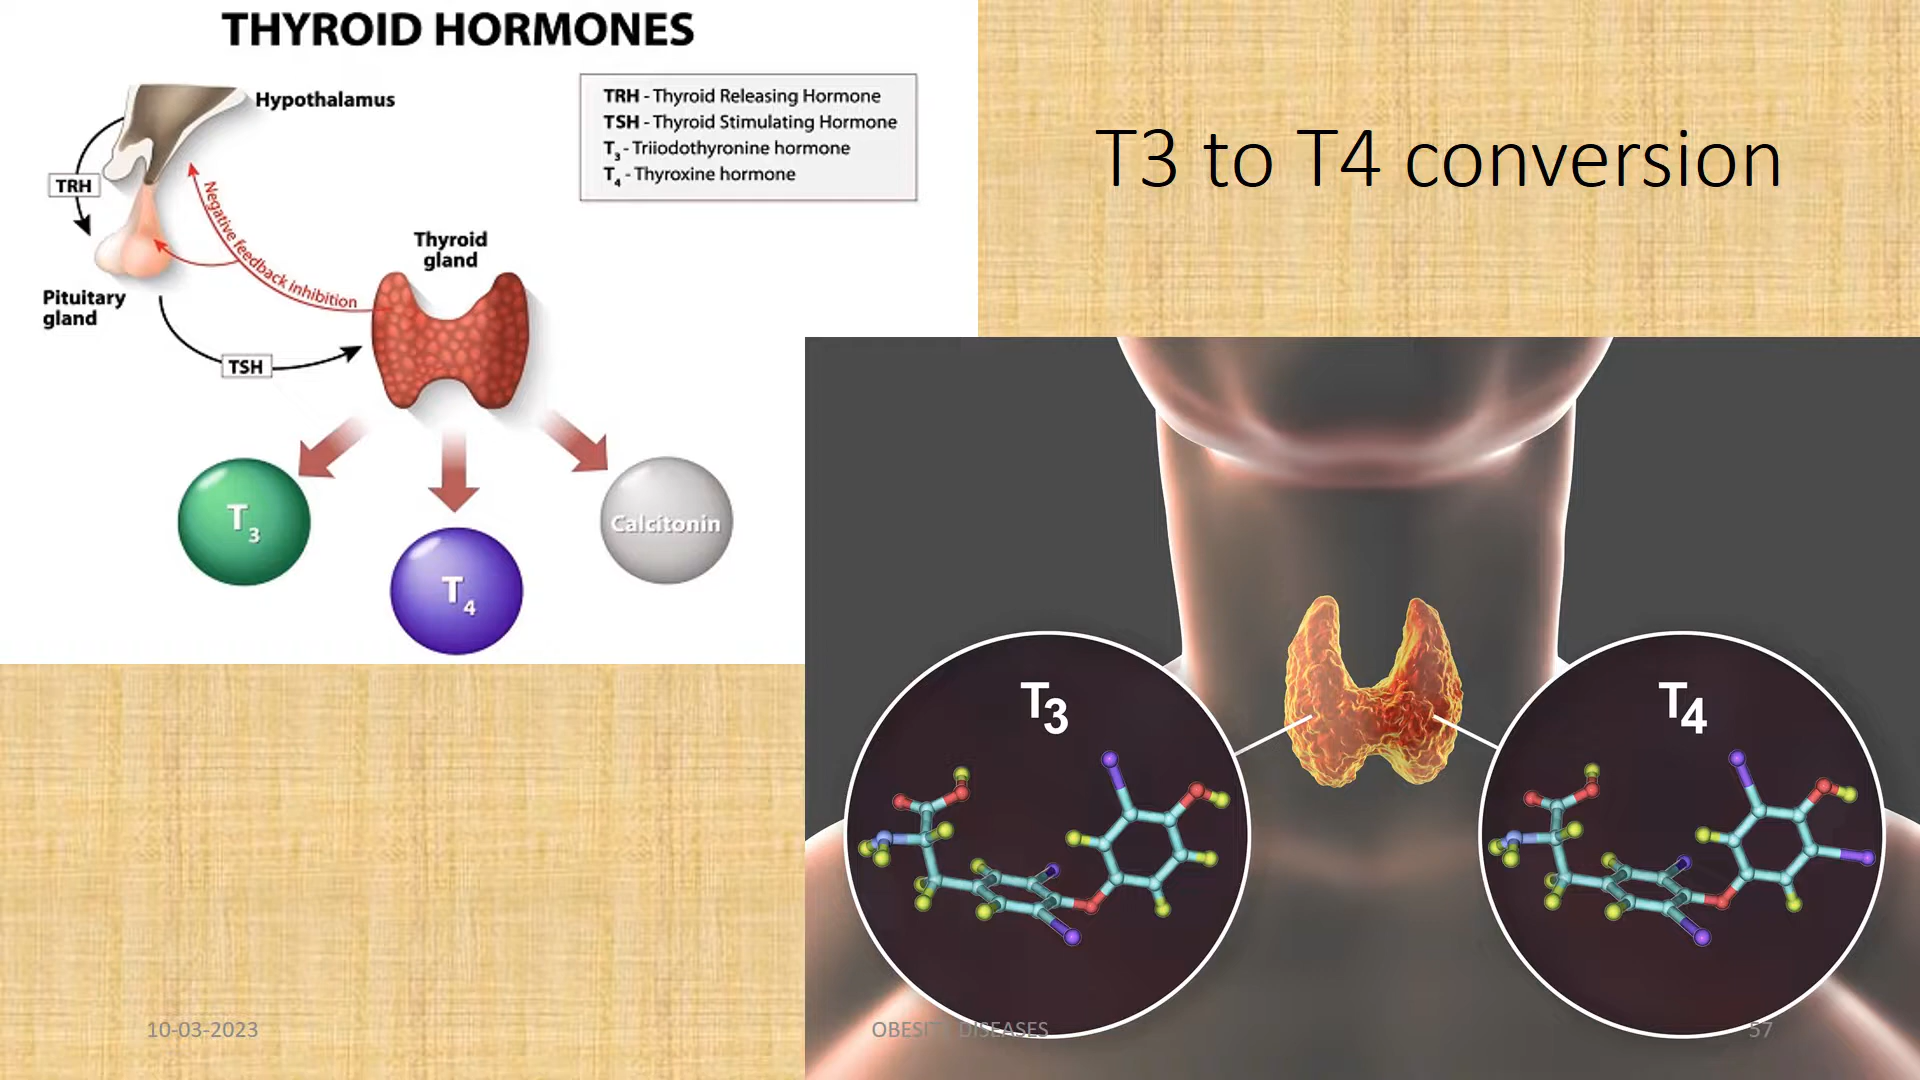 THYROID HORMONES
Hypothalamus
TRH - Thyroid Releasing Hormone
TSH - Thyroid Stimulating Hormone
T3 - Triiodothyronine hormone
T4 - Thyroxine hormone
T3 to T4 conversion
TRH
Negative feedback inhibition
Thyroid
gland
Pituitary
gland
TSH
T3
T4
Calcitonin
T3
T4
10-03-2023
OBESITY DISEASES
57